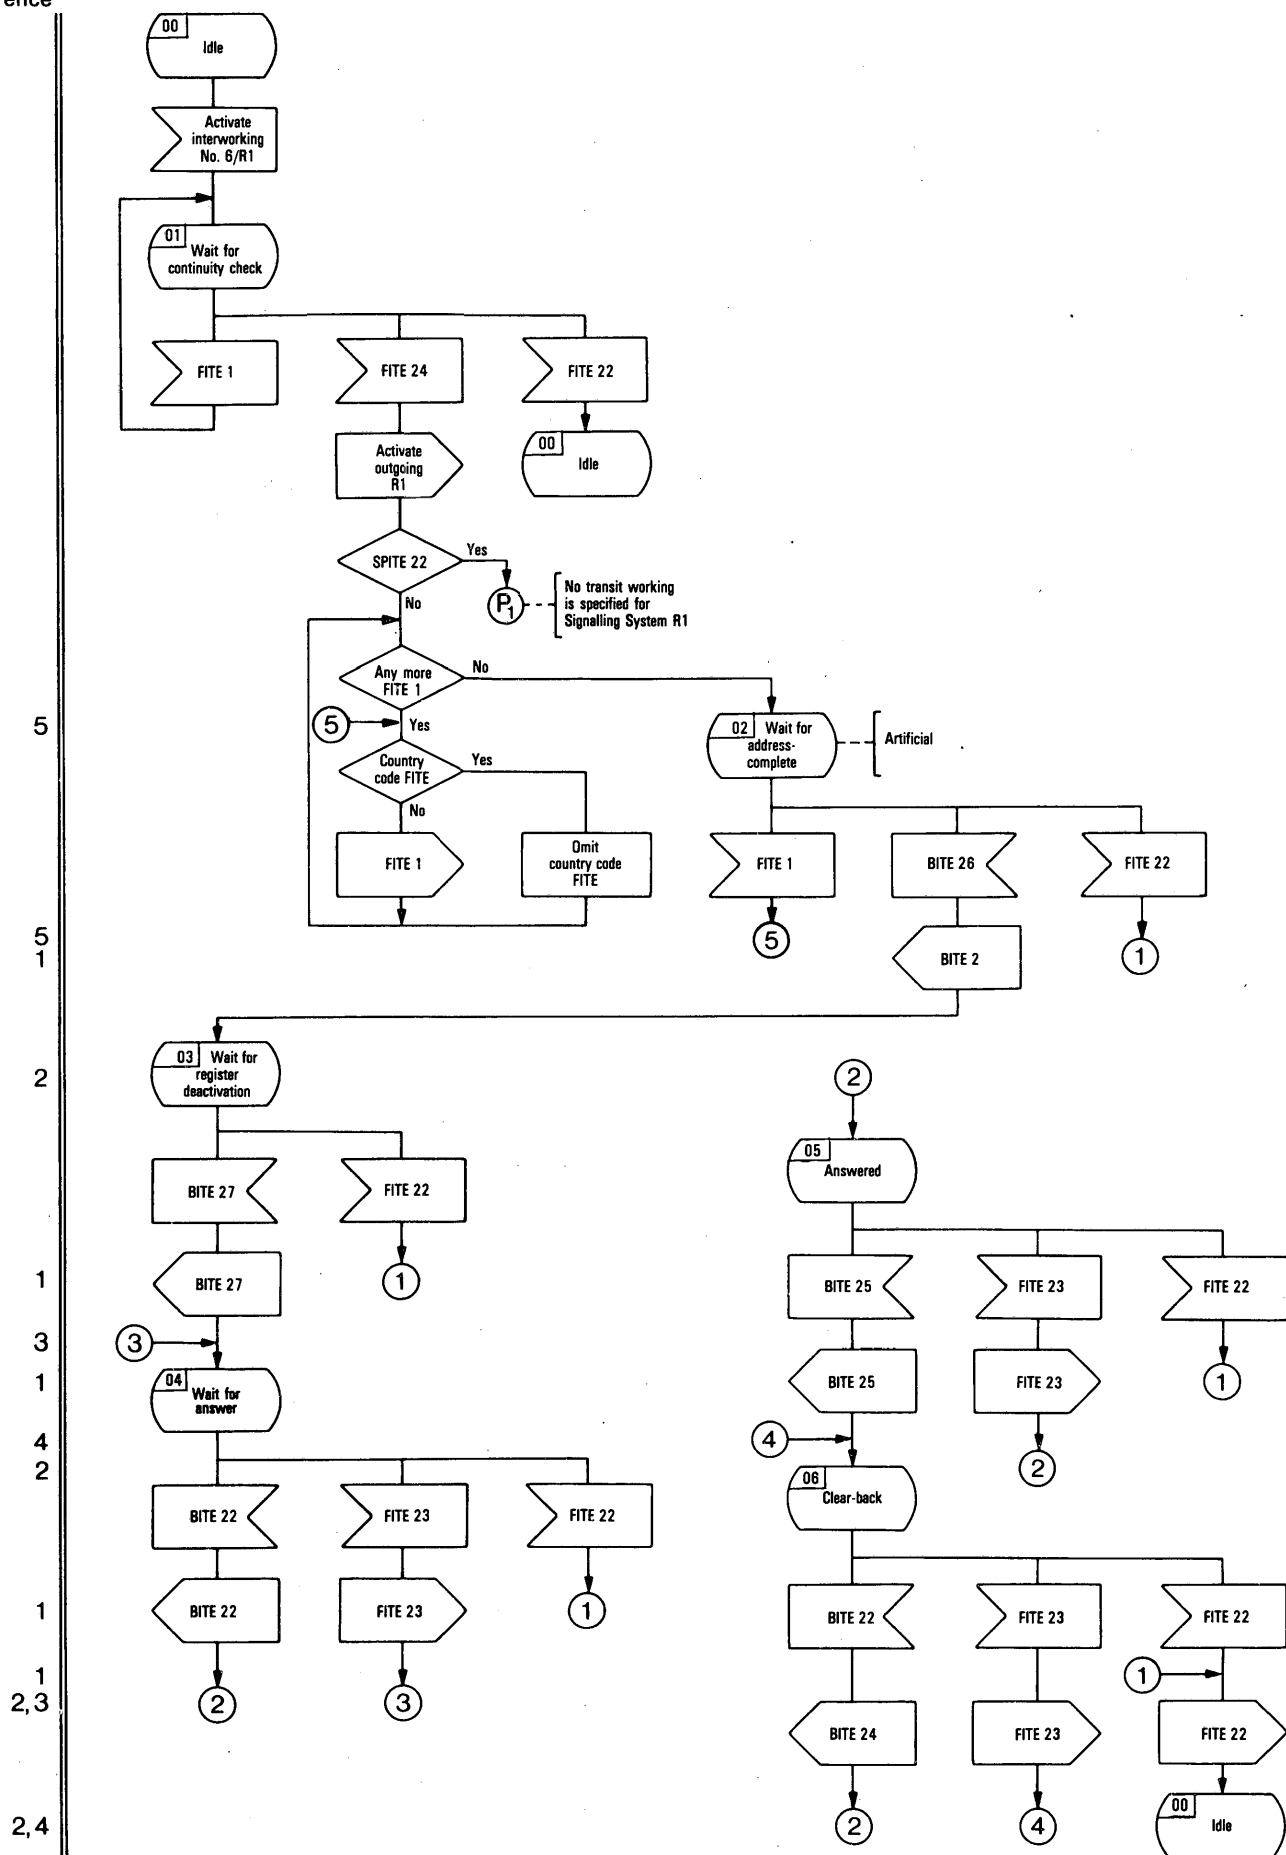 ence
00
Idle
Activate
interworking
No. 6/R1
01
Wait for
continuity check
FITE 1
FITE 24
FITE 22
Activate
outgoing
R1
00
Idle
SPITE 22
Yes
No
P1
No transit working
is specified for
Signalling System R1
Any more
FITE 1
No
5
5
Yes
02 Wait for
address-
complete
Artificial
Country
code FITE
Yes
No
FITE 1
Omit
country code
FITE
FITE 1
BITE 26
FITE 22
5
5
1
BITE 2
1
03 Wait for
register
deactivation
2
2
05
Answered
BITE 27
FITE 22
1
BITE 27
1
BITE 25
FITE 23
FITE 22
3
3
1
04
Wait for
answer
BITE 25
FITE 23
1
4
2
4
2
06
Clear-back
BITE 22
FITE 23
FITE 22
1
BITE 22
FITE 23
1
BITE 22
FITE 23
FITE 22
1
2,3
2
3
1
BITE 24
FITE 23
FITE 22
2,4
2
4
00
Idle